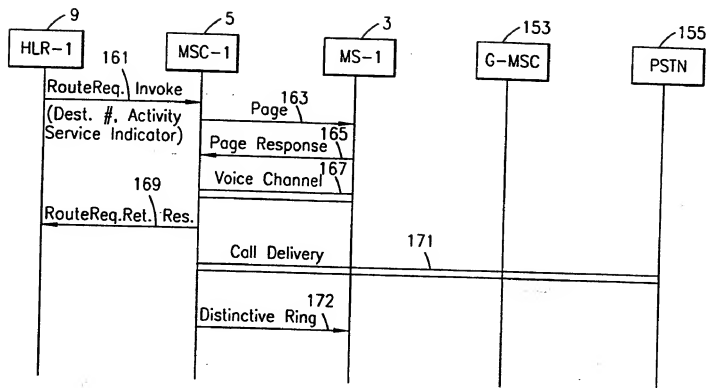 9
5
3
153
155
HLR-1
MSC-1
MS-1
G-MSC
PSTN
161
RouteReq. Invoke
(Dest. #, Activity
Service Indicator)
163
Page
165
Page Response
167
Voice Channel
169
RouteReq.Ret. Res.
171
Call Delivery
172
Distinctive Ring